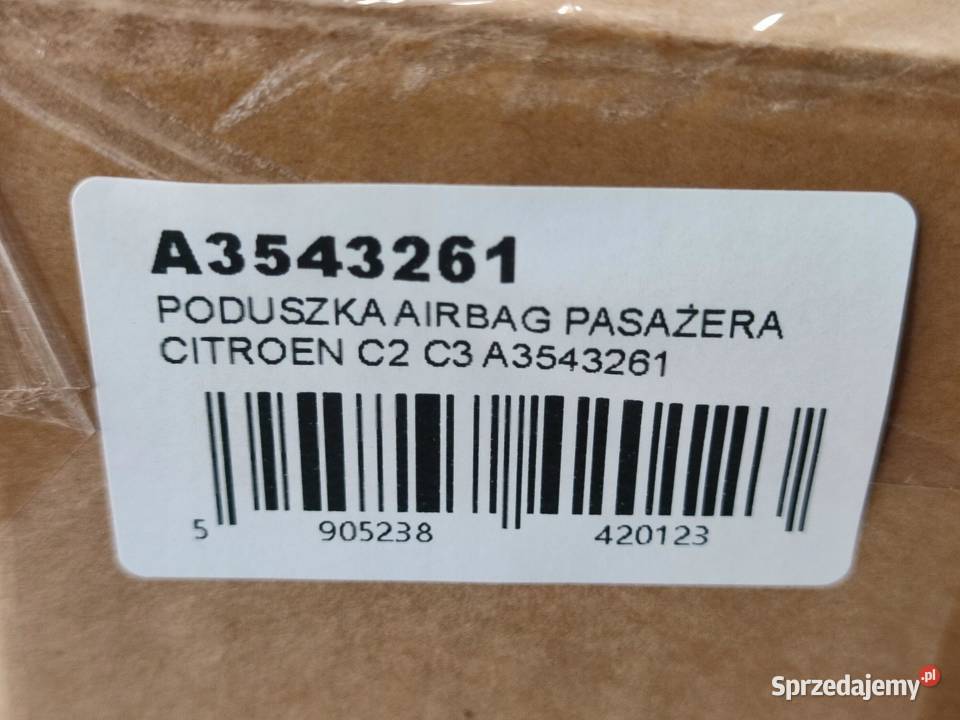 A3543261
PODUSZKA AIRBAG PASAŻERA
CITROEN C2 C3 A3543261
5 905238 420123
Sprzedajemy.pl